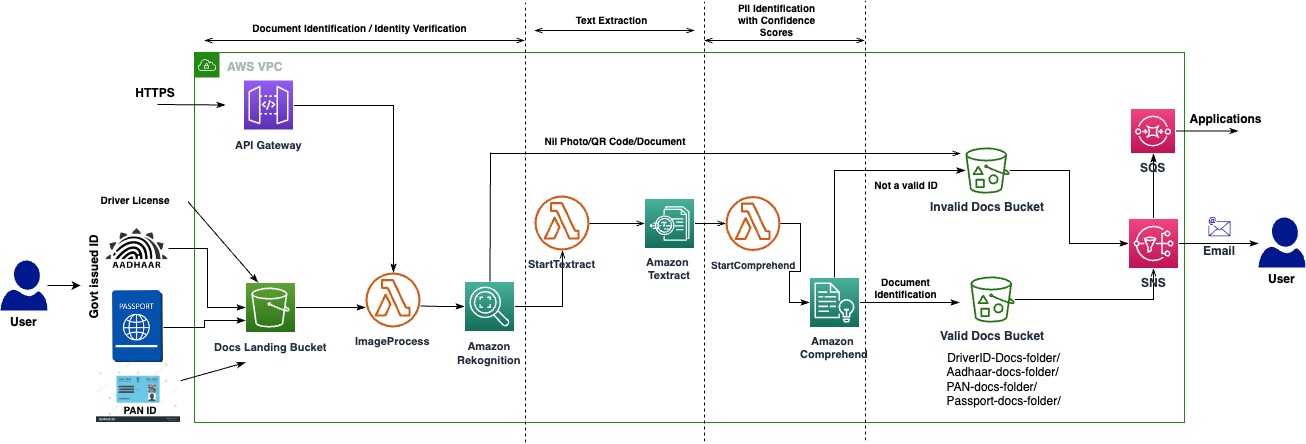 Document Identification / Identity Verification
Text Extraction
PII Identification
with Confidence
Scores
AWS VPC
HTTPS
API Gateway
Applications
SQS
Nil Photo/QR Code/Document
Not a valid ID
Invalid Docs Bucket
Driver License
Govt issued ID
AADHAAR
User
PASSPORT
Docs Landing Bucket
ImageProcess
Amazon
Rekognition
StartTextract
Amazon
Textract
StartComprehend
Amazon
Comprehend
Document
Identification
Valid Docs Bucket
DriverID-Docs-folder/
Aadhaar-docs-folder/
PAN-docs-folder/
Passport-docs-folder/
SNS
Email
User
PAN ID